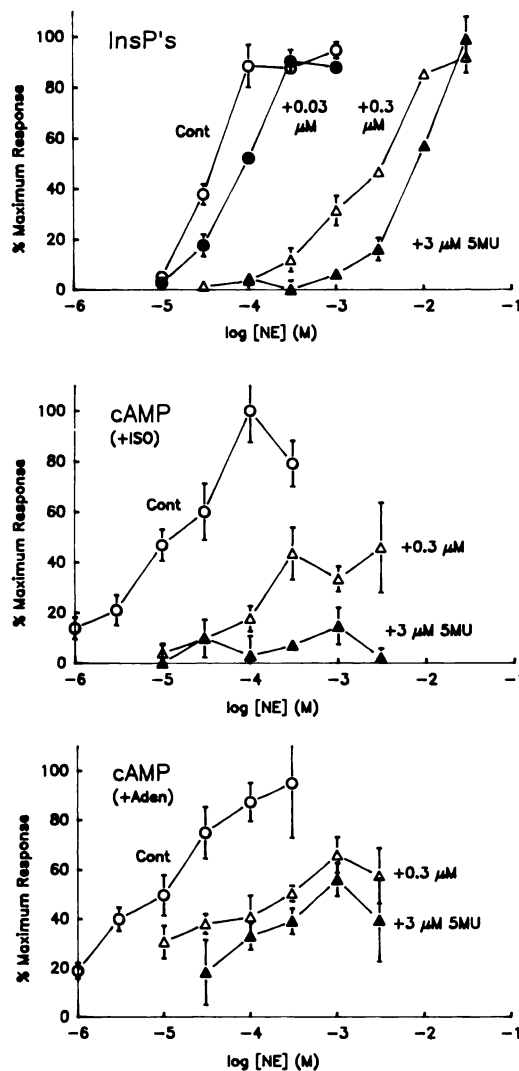 InsP's
% Maximum Response
100
80
60
40
20
0
Cont
+0.03 μM
+0.3 μM
+3 μM 5MU
−6 −5 −4 −3 −2 −1
log [NE] (M)
cAMP
(+ISO)
% Maximum Response
100
80
60
40
20
0
Cont
+0.3 μM
+3 μM 5MU
−6 −5 −4 −3 −2 −1
log [NE] (M)
cAMP
(+Aden)
% Maximum Response
100
80
60
40
20
0
Cont
+0.3 μM
+3 μM 5MU
−6 −5 −4 −3 −2 −1
log [NE] (M)